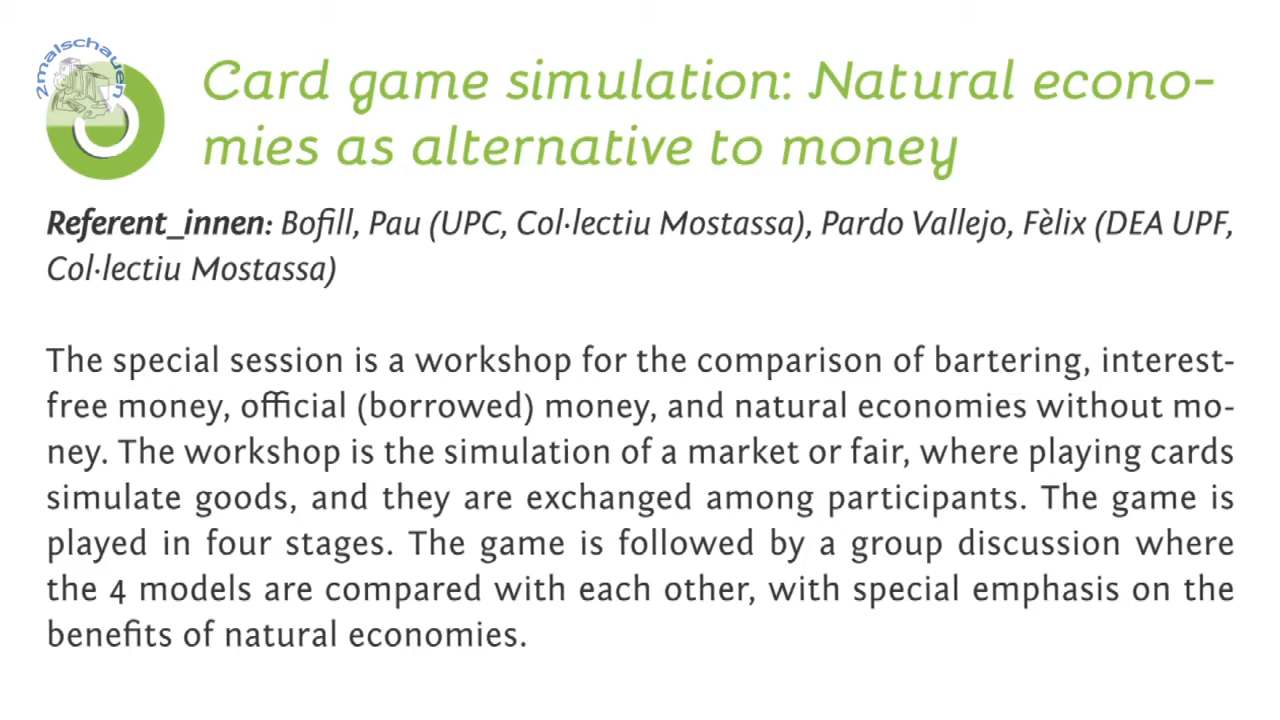 2malschauen
Card game simulation: Natural econo-
mies as alternative to money
Referent_innen: Bofill, Pau (UPC, Col·lectiu Mostassa), Pardo Vallejo, Fèlix (DEA UPF,
Col·lectiu Mostassa)
The special session is a workshop for the comparison of bartering, interest-
free money, official (borrowed) money, and natural economies without mo-
ney. The workshop is the simulation of a market or fair, where playing cards
simulate goods, and they are exchanged among participants. The game is
played in four stages. The game is followed by a group discussion where
the 4 models are compared with each other, with special emphasis on the
benefits of natural economies.